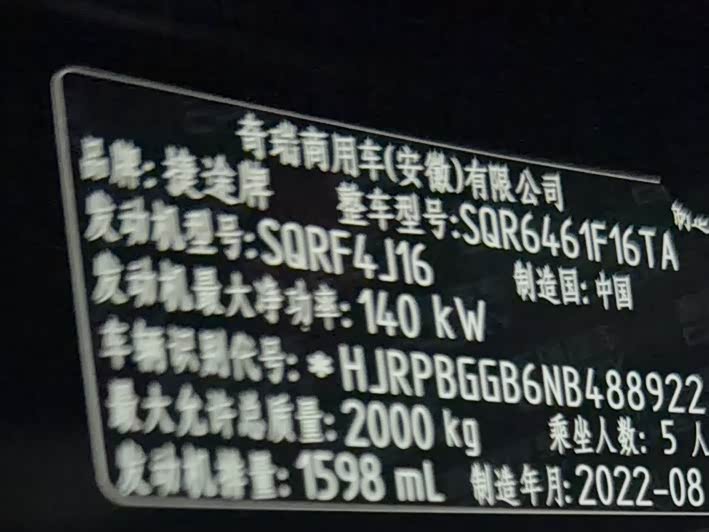 奇瑞商用车(安徽)有限公司 制造
品牌:捷途牌 整车型号:SQR6461F16TA
发动机型号:SQRF4J16 制造国:中国
发动机最大净功率:140 kW
车辆识别代号:*HJRPBGGB6NB488922
最大允许总质量:2000 kg 乘坐人数:5 人
发动机排量:1598 mL 制造年月:2022-08